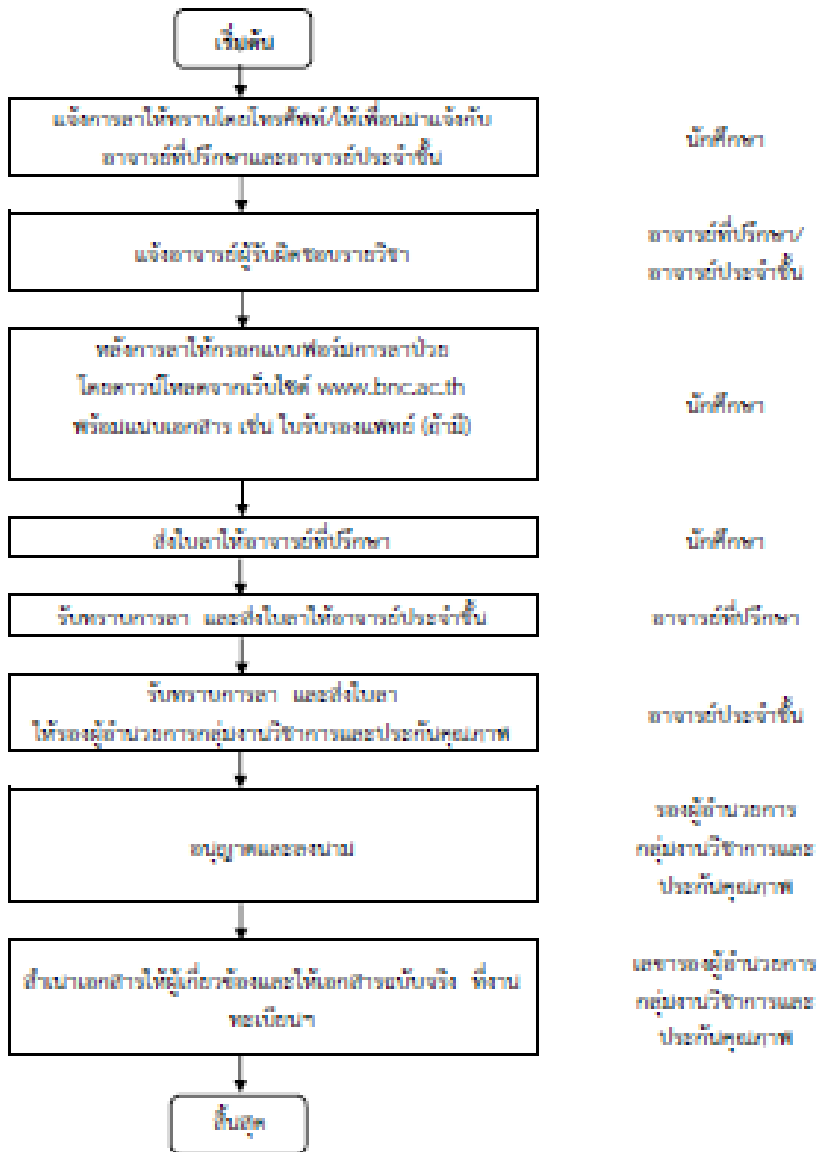 เริ่มต้น
แจ้งการลาให้ทราบโดยโทรศัพท์/ให้เพื่อนมาแจ้งกับ
อาจารย์ที่ปรึกษาและอาจารย์ประจำชั้น
นักศึกษา
แจ้งอาจารย์ผู้รับผิดชอบรายวิชา
อาจารย์ที่ปรึกษา/
อาจารย์ประจำชั้น
หลังการลาให้กรอกแบบฟอร์มการลาป่วย
โดยดาวน์โหลดจากเว็บไซต์ www.bnc.ac.th
พร้อมแนบเอกสาร เช่น ใบรับรองแพทย์ (ถ้ามี)
นักศึกษา
ส่งใบลาให้อาจารย์ที่ปรึกษา
นักศึกษา
รับทราบการลา และส่งใบลาให้อาจารย์ประจำชั้น
อาจารย์ที่ปรึกษา
รับทราบการลา และส่งใบลา
ให้รองผู้อำนวยการกลุ่มงานวิชาการและประกันคุณภาพ
อาจารย์ประจำชั้น
อนุญาตและลงนาม
รองผู้อำนวยการ
กลุ่มงานวิชาการและ
ประกันคุณภาพ
สำเนาเอกสารให้ผู้เกี่ยวข้องและให้เอกสารฉบับจริง ที่งาน
ทะเบียนฯ
เลขารองผู้อำนวยการ
กลุ่มงานวิชาการและ
ประกันคุณภาพ
สิ้นสุด